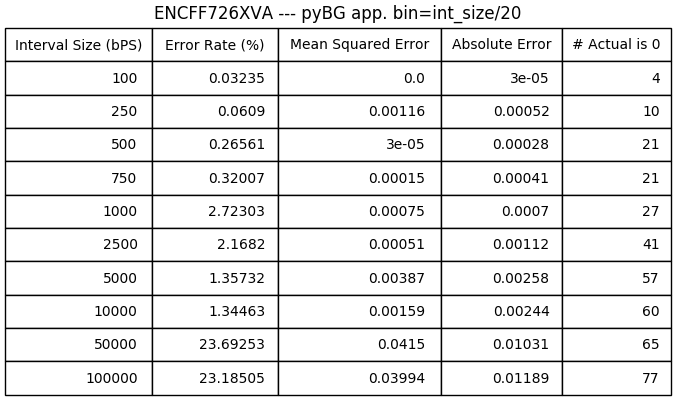 ENCFF726XVA --- pyBG app. bin=int_size/20
Interval Size (bPS) Error Rate (%) Mean Squared Error Absolute Error # Actual is 0
100 0.03235 0.0 3e-05 4
250 0.0609 0.00116 0.00052 10
500 0.26561 3e-05 0.00028 21
750 0.32007 0.00015 0.00041 21
1000 2.72303 0.00075 0.0007 27
2500 2.1682 0.00051 0.00112 41
5000 1.35732 0.00387 0.00258 57
10000 1.34463 0.00159 0.00244 60
50000 23.69253 0.0415 0.01031 65
100000 23.18505 0.03994 0.01189 77